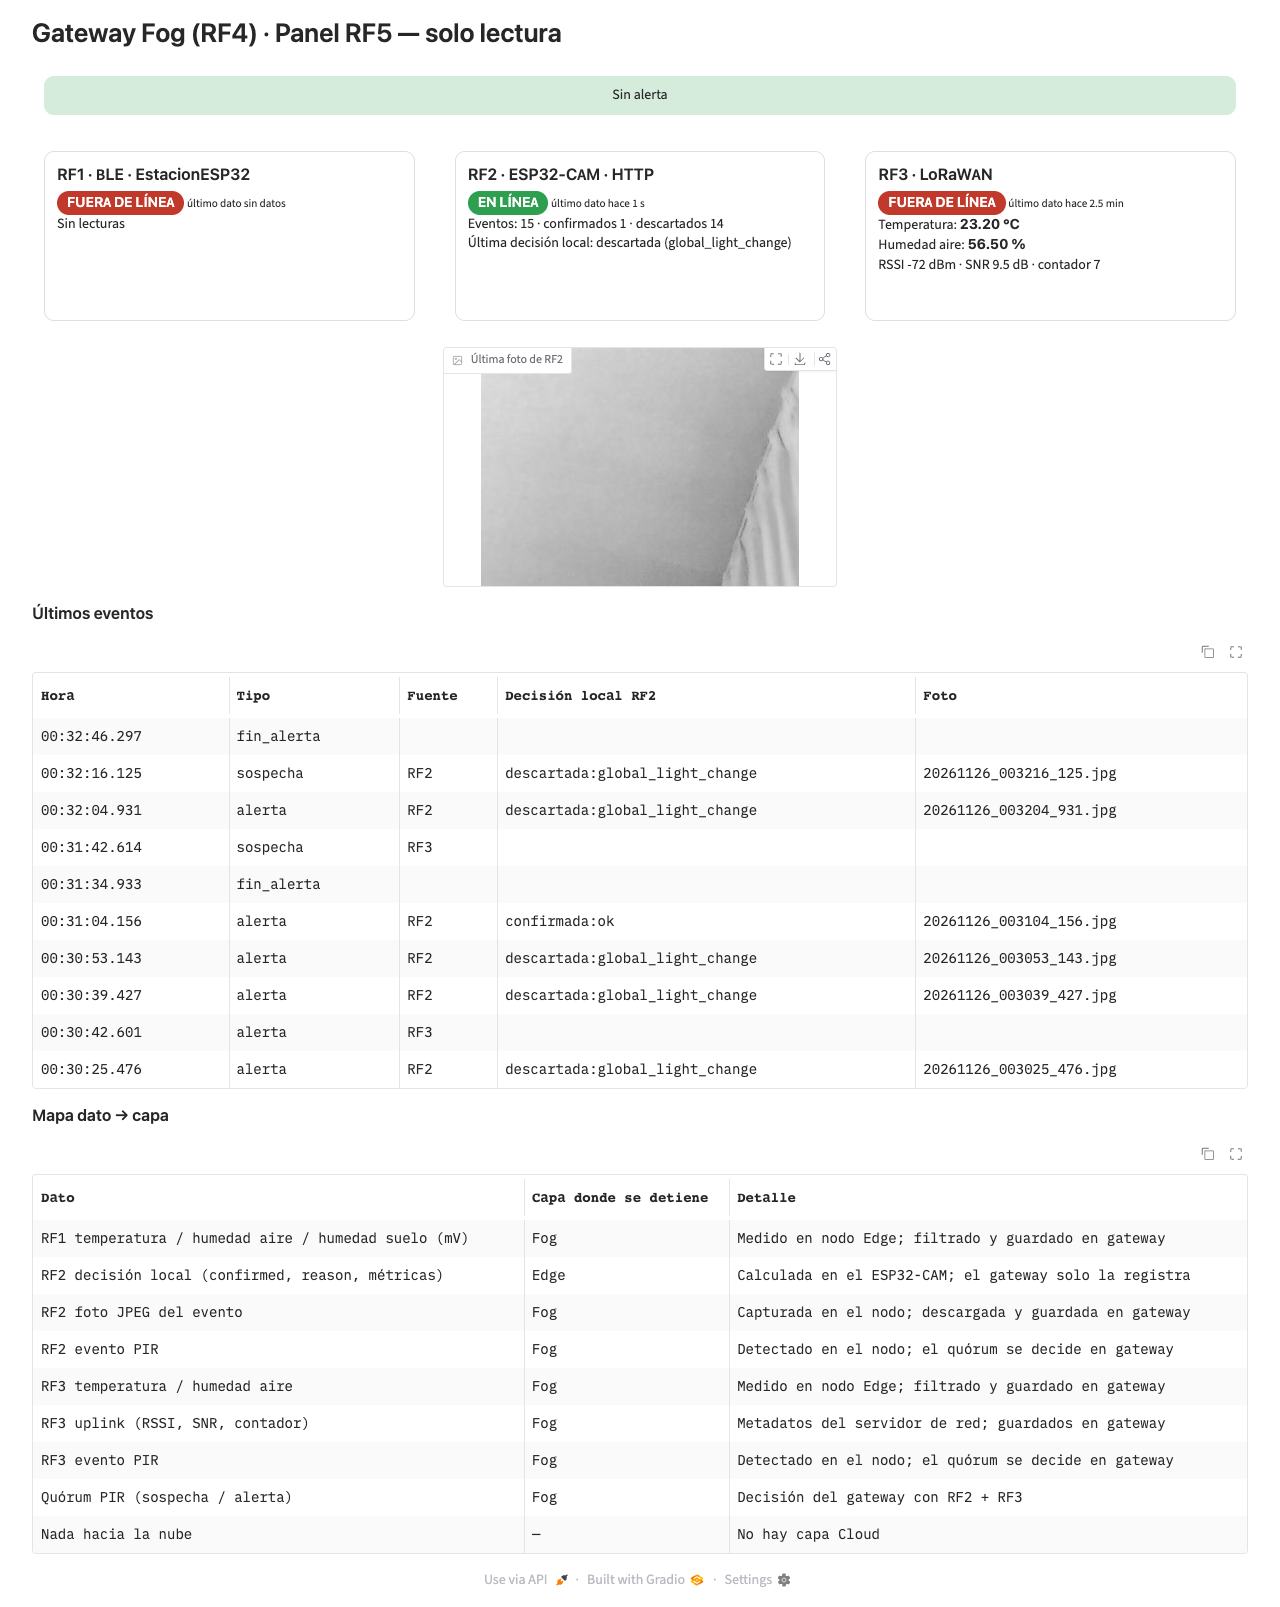 Gateway Fog (RF4) · Panel RF5 — solo lectura
Sin alerta
RF1 · BLE · EstacionESP32
FUERA DE LÍNEA último dato sin datos
Sin lecturas
RF2 · ESP32-CAM · HTTP
EN LÍNEA último dato hace 1 s
Eventos: 15 · confirmados 1 · descartados 14
Última decisión local: descartada (global_light_change)
RF3 · LoRaWAN
FUERA DE LÍNEA último dato hace 2.5 min
Temperatura: 23.20 °C
Humedad aire: 56.50 %
RSSI -72 dBm · SNR 9.5 dB · contador 7
Última foto de RF2
Últimos eventos
Hora Tipo Fuente Decisión local RF2 Foto
00:32:46.297 fin_alerta
00:32:16.125 sospecha RF2 descartada:global_light_change 20261126_003216_125.jpg
00:32:04.931 alerta RF2 descartada:global_light_change 20261126_003204_931.jpg
00:31:42.614 sospecha RF3
00:31:34.933 fin_alerta
00:31:04.156 alerta RF2 confirmada:ok 20261126_003104_156.jpg
00:30:53.143 alerta RF2 descartada:global_light_change 20261126_003053_143.jpg
00:30:39.427 alerta RF2 descartada:global_light_change 20261126_003039_427.jpg
00:30:42.601 alerta RF3
00:30:25.476 alerta RF2 descartada:global_light_change 20261126_003025_476.jpg
Mapa dato → capa
Dato Capa donde se detiene Detalle
RF1 temperatura / humedad aire / humedad suelo (mV) Fog Medido en nodo Edge; filtrado y guardado en gateway
RF2 decisión local (confirmed, reason, métricas) Edge Calculada en el ESP32-CAM; el gateway solo la registra
RF2 foto JPEG del evento Fog Capturada en el nodo; descargada y guardada en gateway
RF2 evento PIR Fog Detectado en el nodo; el quórum se decide en gateway
RF3 temperatura / humedad aire Fog Medido en nodo Edge; filtrado y guardado en gateway
RF3 uplink (RSSI, SNR, contador) Fog Metadatos del servidor de red; guardados en gateway
RF3 evento PIR Fog Detectado en el nodo; el quórum se decide en gateway
Quórum PIR (sospecha / alerta) Fog Decisión del gateway con RF2 + RF3
Nada hacia la nube — No hay capa Cloud
Use via API · Built with Gradio · Settings